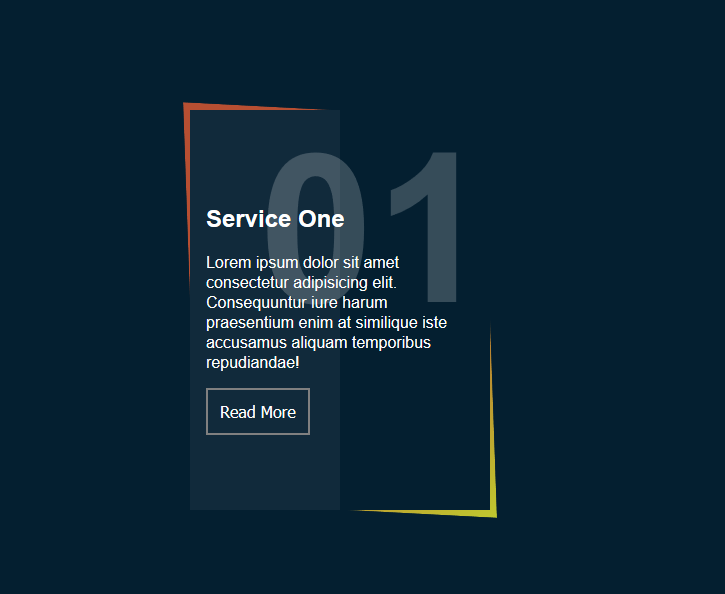 01
Service One
Lorem ipsum dolor sit amet
consectetur adipisicing elit.
Consequuntur iure harum
praesentium enim at similique iste
accusamus aliquam temporibus
repudiandae!
Read More